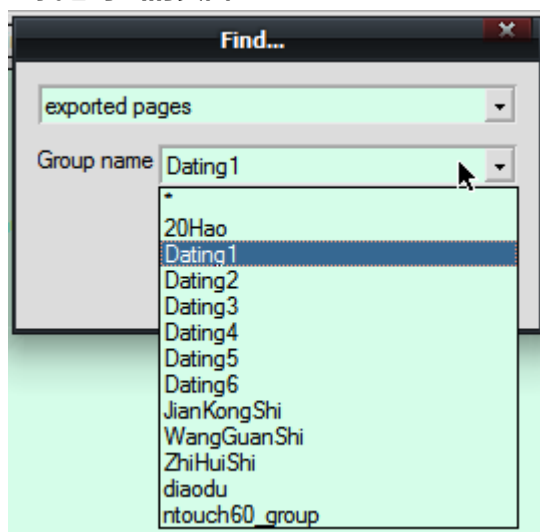 Find...
exported pages
Group name Dating1
*
20Hao
Dating1
Dating2
Dating3
Dating4
Dating5
Dating6
JianKongShi
WangGuanShi
ZhiHuiShi
diaodu
ntouch60_group